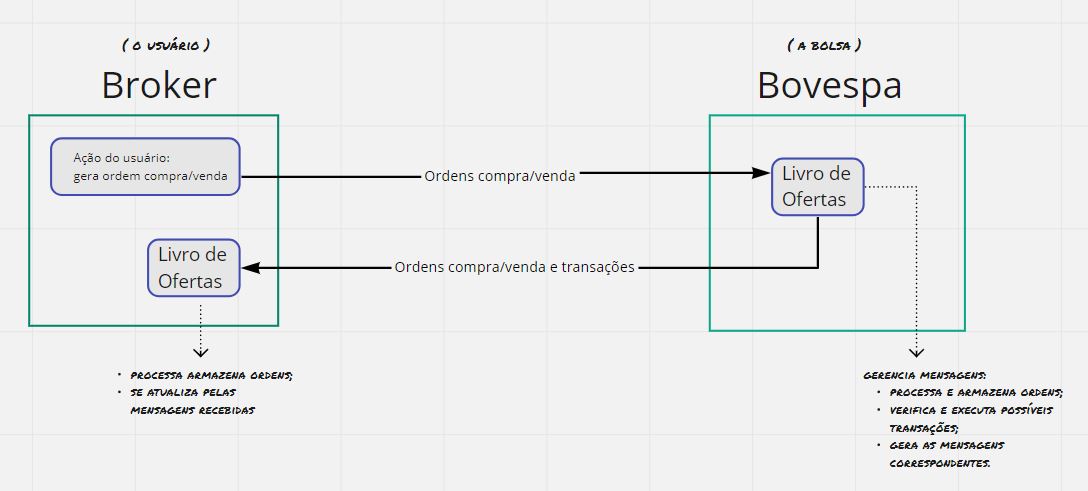 ( O USUÁRIO )
Broker
Ação do usuário:
gera ordem compra/venda
Livro de
Ofertas
• PROCESSA ARMAZENA ORDENS;
• SE ATUALIZA PELAS
MENSAGENS RECEBIDAS
Ordens compra/venda
Ordens compra/venda e transações
( A BOLSA )
Bovespa
Livro de
Ofertas
GERENCIA MENSAGENS:
• PROCESSA E ARMAZENA ORDENS;
• VERIFICA E EXECUTA POSSÍVEIS
TRANSAÇÕES;
• GERA AS MENSAGENS
CORRESPONDENTES.